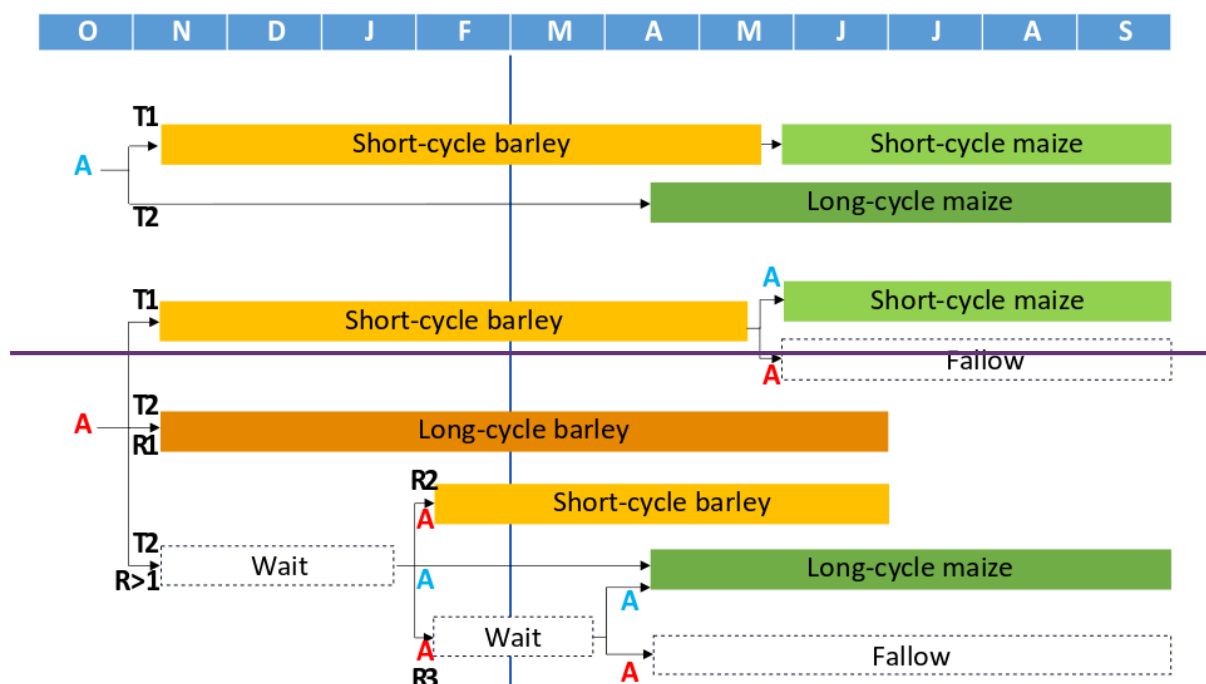 O N D J F M A M J J A S
T1
Short-cycle barley Short-cycle maize
A
Long-cycle maize
T2
A
T1
Short-cycle maize
Short-cycle barley
Fallow
A
T2
A
Long-cycle barley
R1
R2
Short-cycle barley
A
T2
Wait
Long-cycle maize
R>1
A
A
Wait
A
Fallow
A
R3